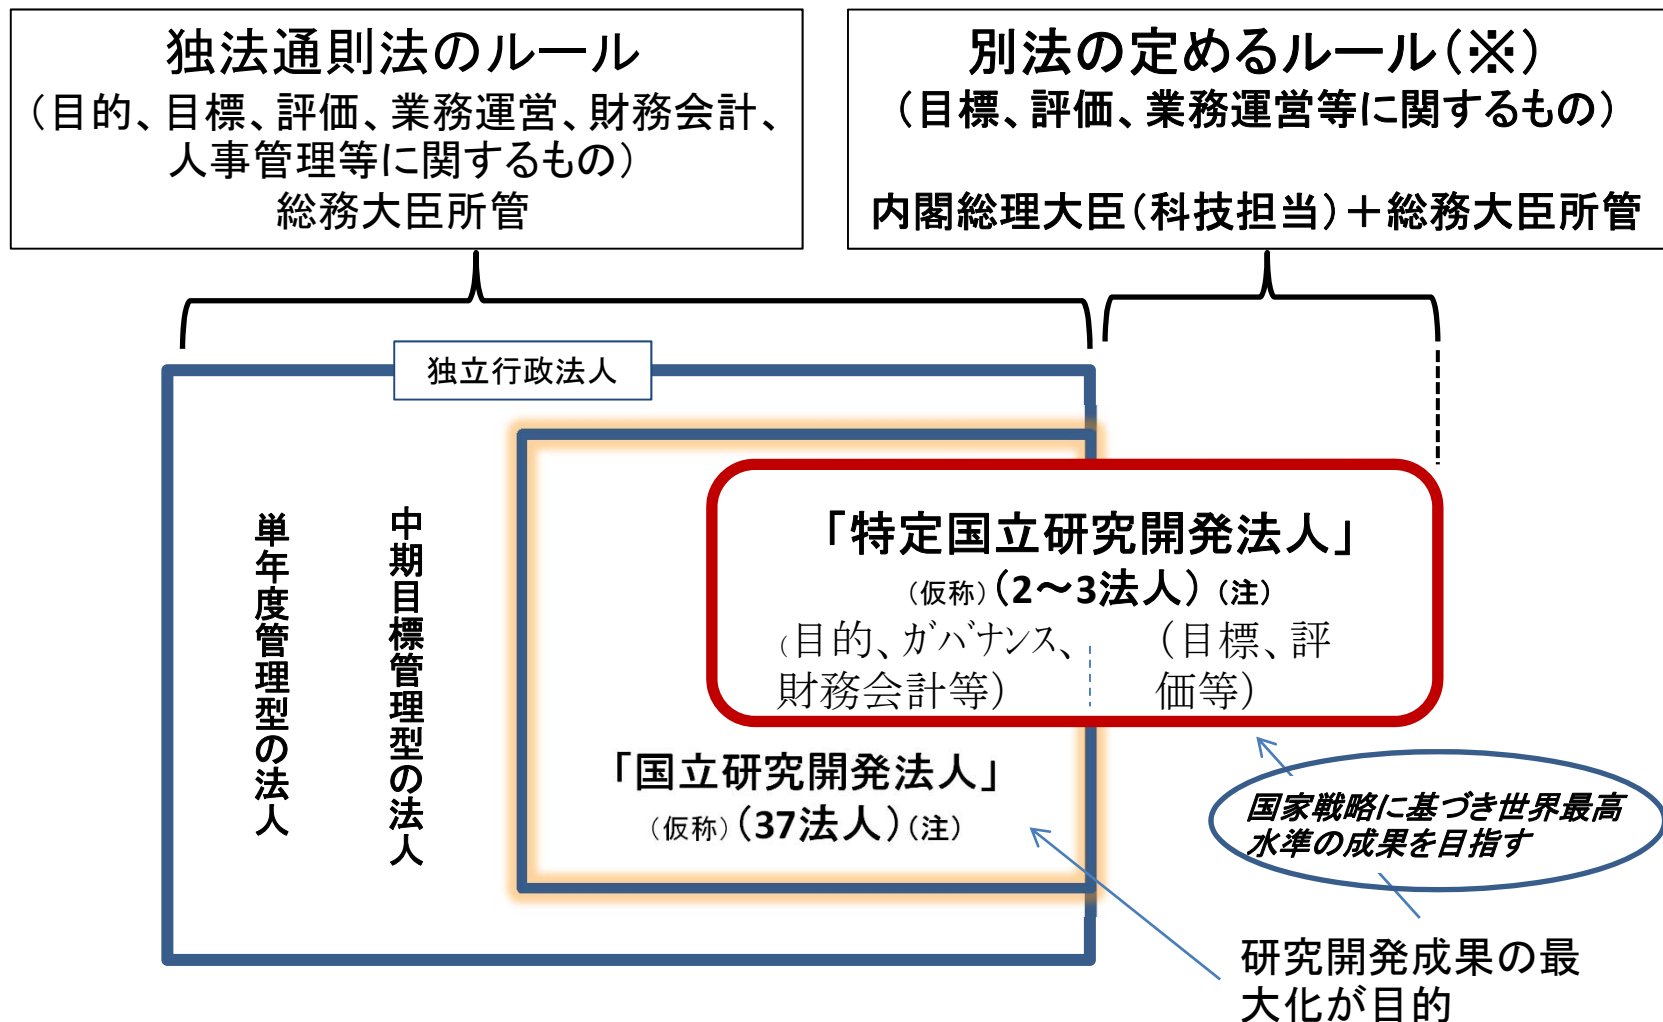 独法通則法のルール
（目的、目標、評価、業務運営、財務会計、
人事管理等に関するもの）
総務大臣所管
別法の定めるルール（※）
（目標、評価、業務運営等に関するもの）
内閣総理大臣（科技担当）＋総務大臣所管
独立行政法人
単年度管理型の法人
中期目標管理型の法人
「特定国立研究開発法人」
（仮称）（2～3法人）（注）
（目的、ガバナンス、
財務会計等）
（目標、評
価等）
「国立研究開発法人」
（仮称）（37法人）（注）
国家戦略に基づき世界最高
水準の成果を目指す
研究開発成果の最
大化が目的